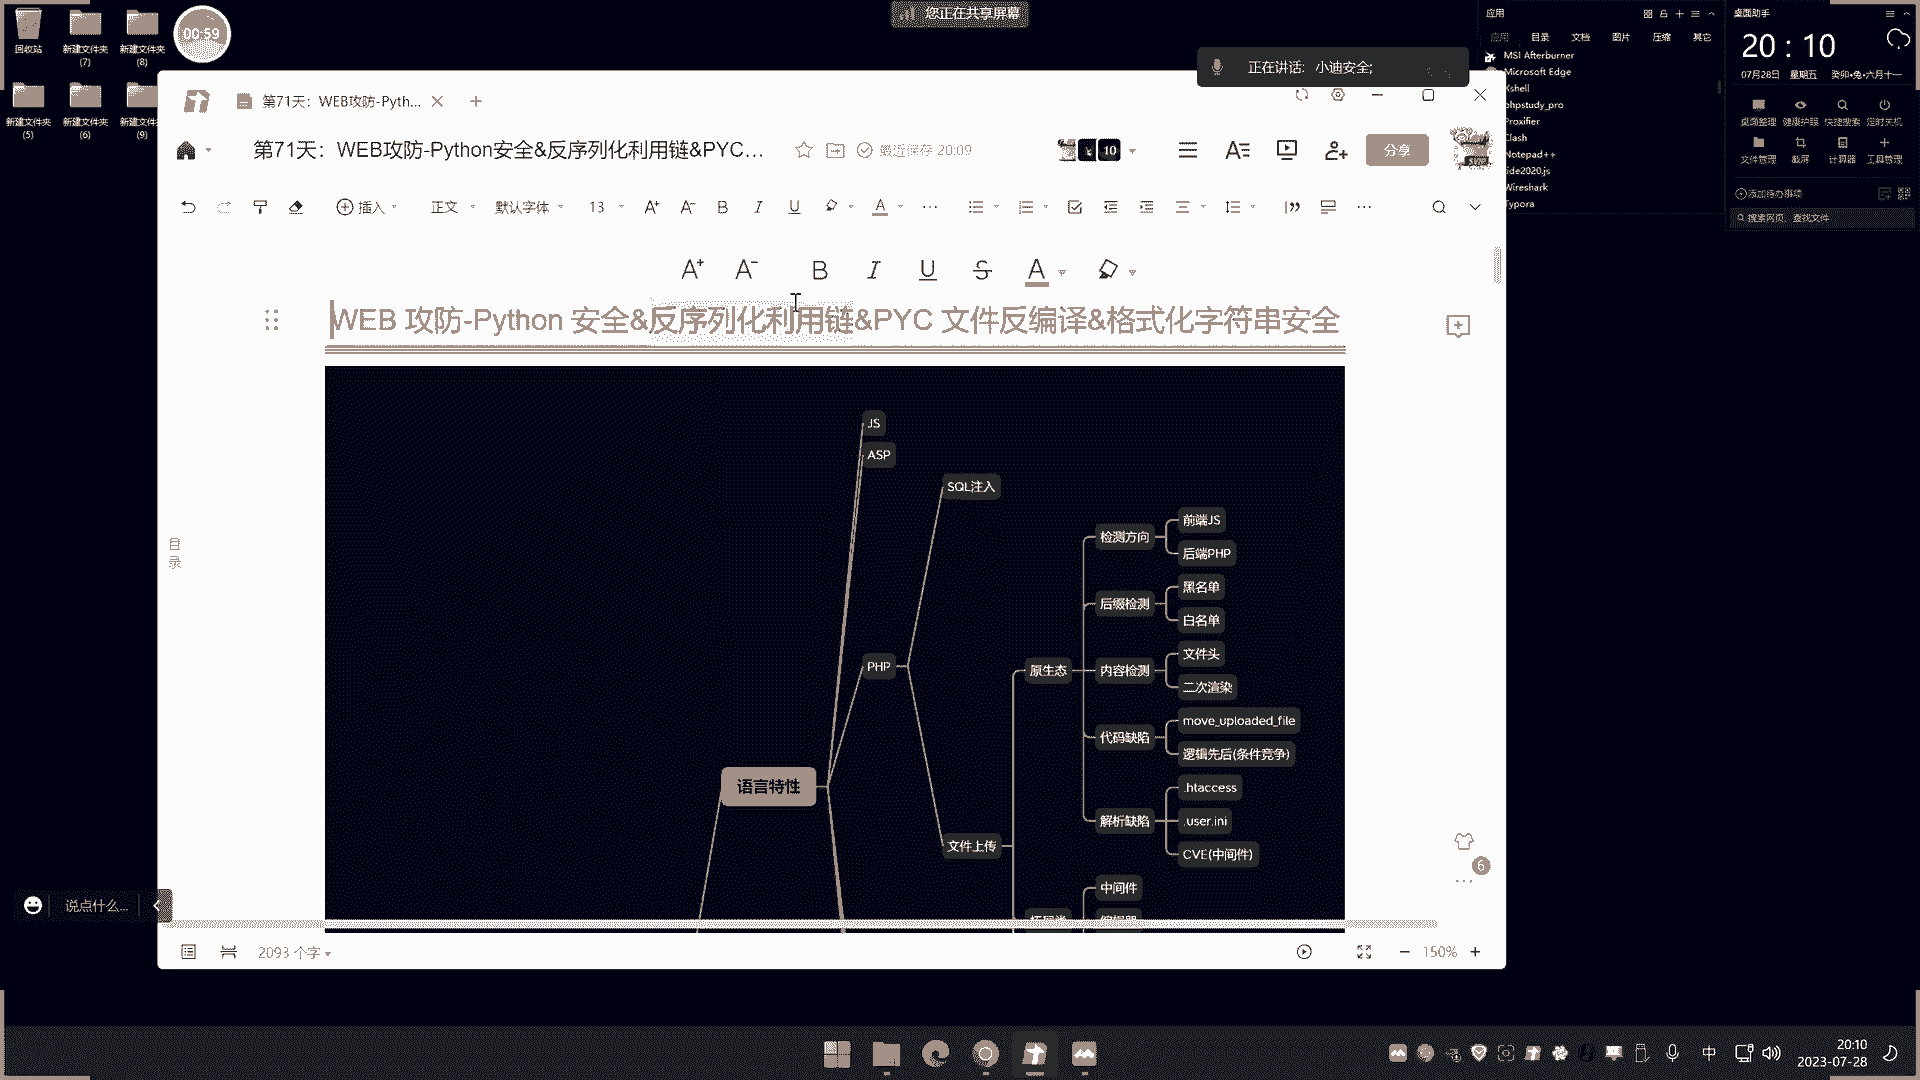 您正在共享屏幕
00:59
回收站
新建文件夹 (7)
新建文件夹 (8)
新建文件夹 (5)
新建文件夹 (6)
新建文件夹 (9)
正在讲话: 小迪安全;
应用
应用 目录 文档 图片 压缩 其它
MSI Afterburner
Microsoft Edge
Xshell
phpstudy_pro
Proxifier
Clash
Notepad++
ide2020.js
Wireshark
Typora
桌面助手
20 : 10
07月28日 星期五 癸卯•兔•六月十一
桌面整理 健康护眼 快捷搜索 定时关机
文件管理 截屏 计算器 工具管理
添加待办事项
搜索网页、查找文件
第71天：WEB攻防-Pyth...
第71天：WEB攻防-Python安全&反序列化利用链&PYC...
最近保存 20:09
10
分享
插入 正文 默认字体 13
WEB 攻防-Python 安全&反序列化利用链&PYC 文件反编译&格式化字符串安全
目录
JS
ASP
SQL注入
前端JS
检测方向
后端PHP
黑名单
后缀检测
白名单
文件头
PHP
原生态
内容检测
二次渲染
move_uploaded_file
代码缺陷
逻辑先后(条件竞争)
语言特性
.htaccess
解析缺陷
.user.ini
文件上传
CVE(中间件)
中间件
编辑器
6
说点什么...
2093 个字
150%
中
20:10
2023-07-28